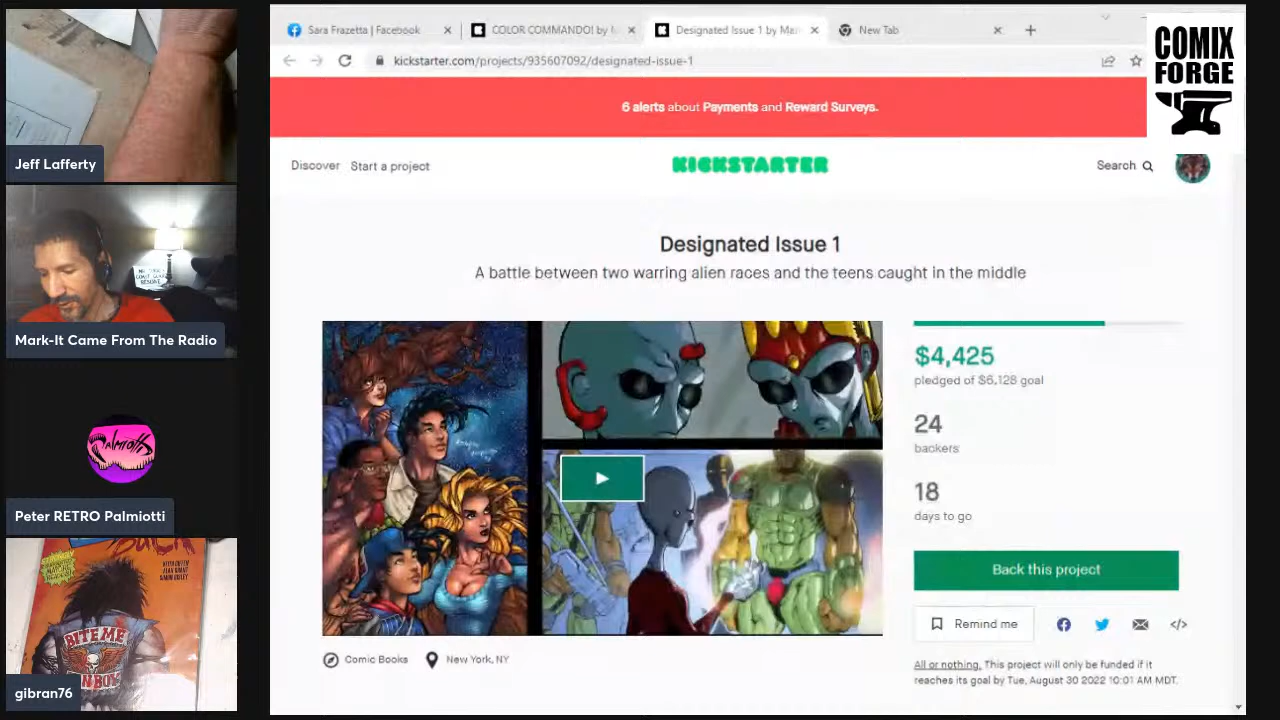 Sara Frazetta | Facebook
COLOR COMMANDO! by
Designated Issue 1 by Mar
New Tab
kickstarter.com/projects/935607092/designated-issue-1
COMIX
FORGE
6 alerts about Payments and Reward Surveys.
Discover
Start a project
KICKSTARTER
Search
Designated Issue 1
A battle between two warring alien races and the teens caught in the middle
$4,425
pledged of $6,128 goal
24
backers
18
days to go
Back this project
Remind me
All or nothing. This project will only be funded if it
reaches its goal by Tue, August 30 2022 10:01 AM MDT.
Comic Books
New York, NY
Jeff Lafferty
Mark-It Came From The Radio
Palmiotti
Peter RETRO Palmiotti
BITE ME
gibran76